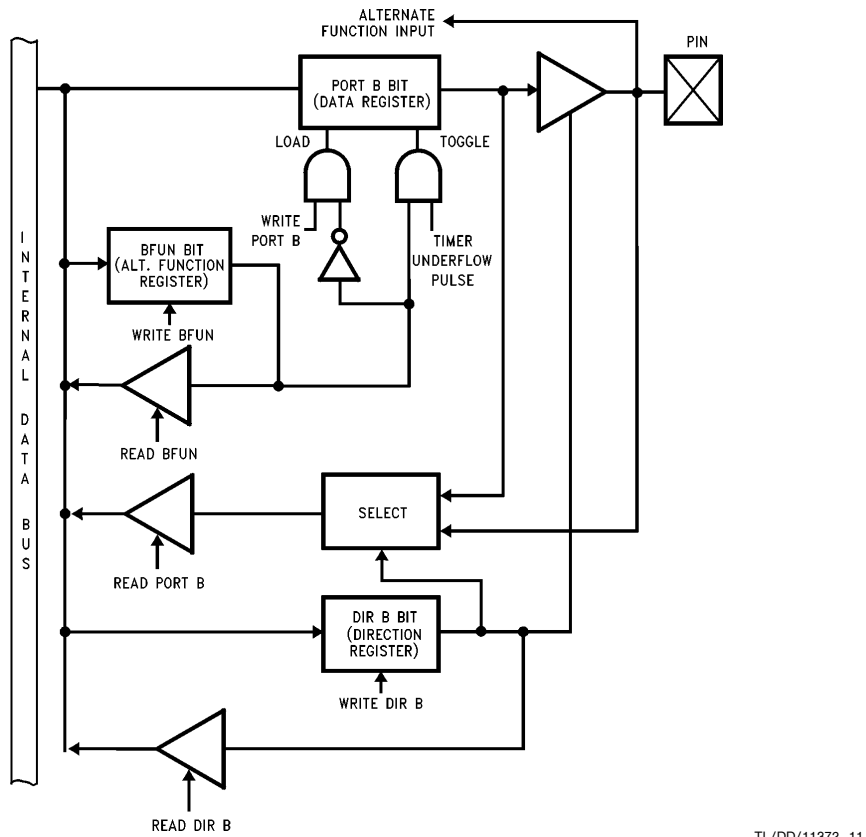 ALTERNATE
FUNCTION INPUT
PIN
PORT B BIT
(DATA REGISTER)
LOAD
TOGGLE
WRITE
PORT B
TIMER
UNDERFLOW
PULSE
INTERNAL DATA BUS
BFUN BIT
(ALT. FUNCTION
REGISTER)
WRITE BFUN
READ BFUN
SELECT
READ PORT B
DIR B BIT
(DIRECTION
REGISTER)
WRITE DIR B
READ DIR B